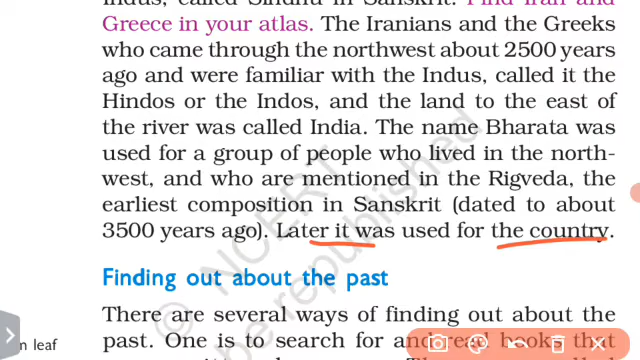 Indus, called Sindhu in Sanskrit. Find Iran and
Greece in your atlas. The Iranians and the Greeks
who came through the northwest about 2500 years
ago and were familiar with the Indus, called it the
Hindos or the Indos, and the land to the east of
the river was called India. The name Bharata was
used for a group of people who lived in the north-
west, and who are mentioned in the Rigveda, the
earliest composition in Sanskrit (dated to about
3500 years ago). Later it was used for the country.
Finding out about the past
There are several ways of finding out about the
m leaf
past. One is to search for and read books that
© NCERT
be republished